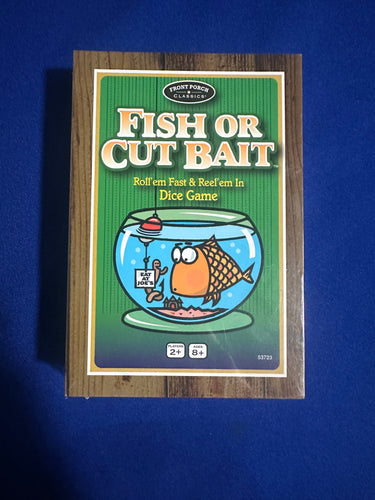 FRONT PORCH
CLASSICS
FISH OR
CUT BAIT
Roll'em Fast & Reel'em In
Dice Game
EAT
AT
JOE'S
PLAYERS
2+
AGES
8+
53723